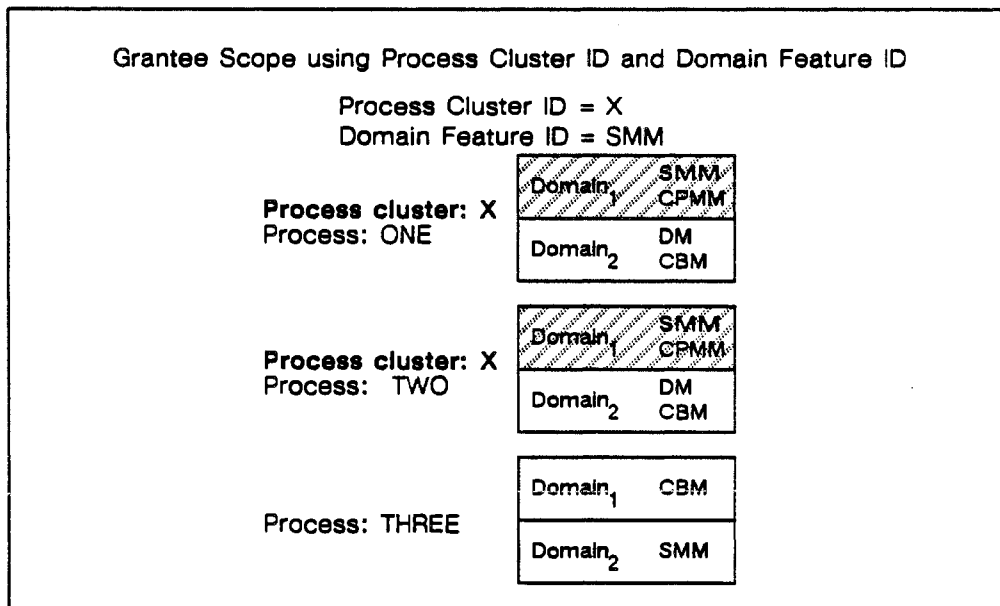 Grantee Scope using Process Cluster ID and Domain Feature ID
Process Cluster ID = X
Domain Feature ID = SMM
Process cluster: X
Process: ONE
Domain1 SMM
CPMM
Domain2 DM
CBM
Process cluster: X
Process: TWO
Domain1 SMM
CPMM
Domain2 DM
CBM
Process: THREE
Domain1 CBM
Domain2 SMM